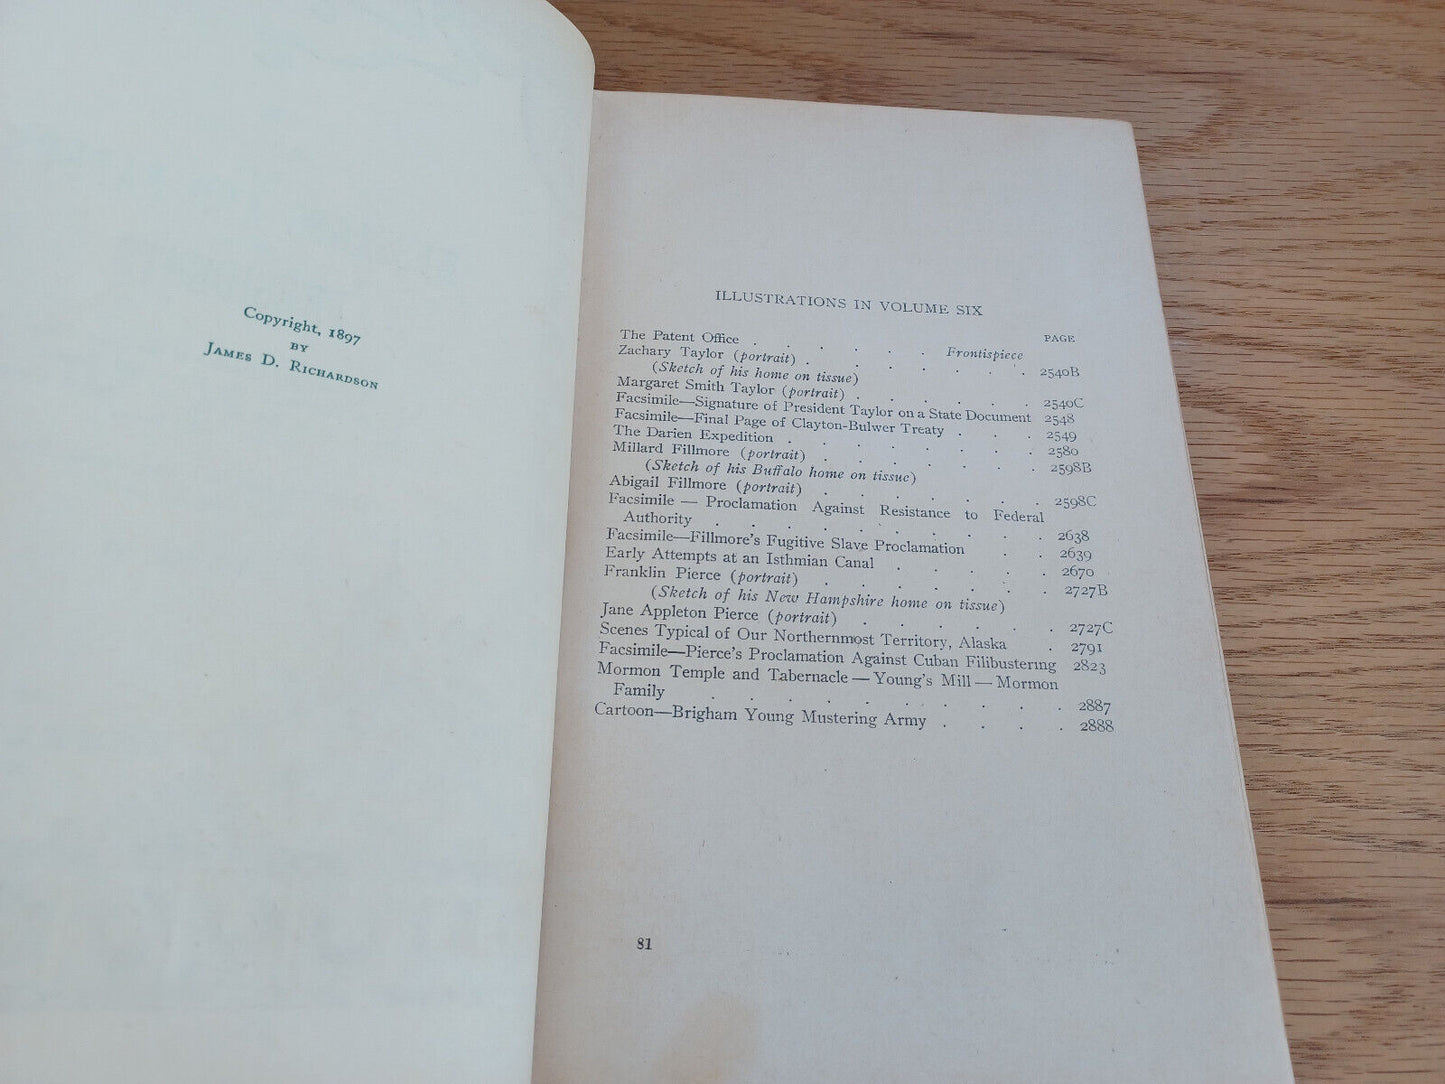 Copyright, 1897
BY
JAMES D. RICHARDSON
ILLUSTRATIONS IN VOLUME SIX
PAGE
The Patent Office . . . . . . Frontispiece
Zachary Taylor (portrait) . . . . . . . 2540B
(Sketch of his home on tissue)
Margaret Smith Taylor (portrait) . . . . . . 2540C
Facsimile—Signature of President Taylor on a State Document 2548
Facsimile—Final Page of Clayton-Bulwer Treaty . . . 2549
The Darien Expedition . . . . . . . 2580
Millard Fillmore (portrait) . . . . . . . 2598B
(Sketch of his Buffalo home on tissue)
Abigail Fillmore (portrait) . . . . . . . 2598C
Facsimile — Proclamation Against Resistance to Federal
Authority . . . . . . . . . . 2638
Facsimile—Fillmore's Fugitive Slave Proclamation . . 2639
Early Attempts at an Isthmian Canal . . . . . 2670
Franklin Pierce (portrait) . . . . . . . 2727B
(Sketch of his New Hampshire home on tissue)
Jane Appleton Pierce (portrait) . . . . . . 2727C
Scenes Typical of Our Northernmost Territory, Alaska . 2791
Facsimile—Pierce's Proclamation Against Cuban Filibustering 2823
Mormon Temple and Tabernacle — Young's Mill — Mormon
Family . . . . . . . . . . 2887
Cartoon—Brigham Young Mustering Army . . . . 2888
81